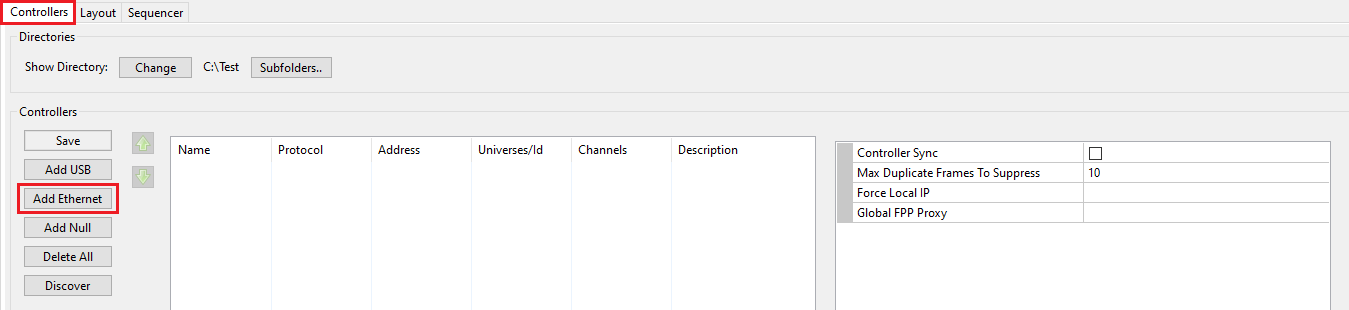 Controllers Layout Sequencer
Directories
Show Directory: Change C:\Test Subfolders..
Controllers
Save
Add USB
Add Ethernet
Add Null
Delete All
Discover
Name Protocol Address Universes/Id Channels Description
Controller Sync
Max Duplicate Frames To Suppress 10
Force Local IP
Global FPP Proxy